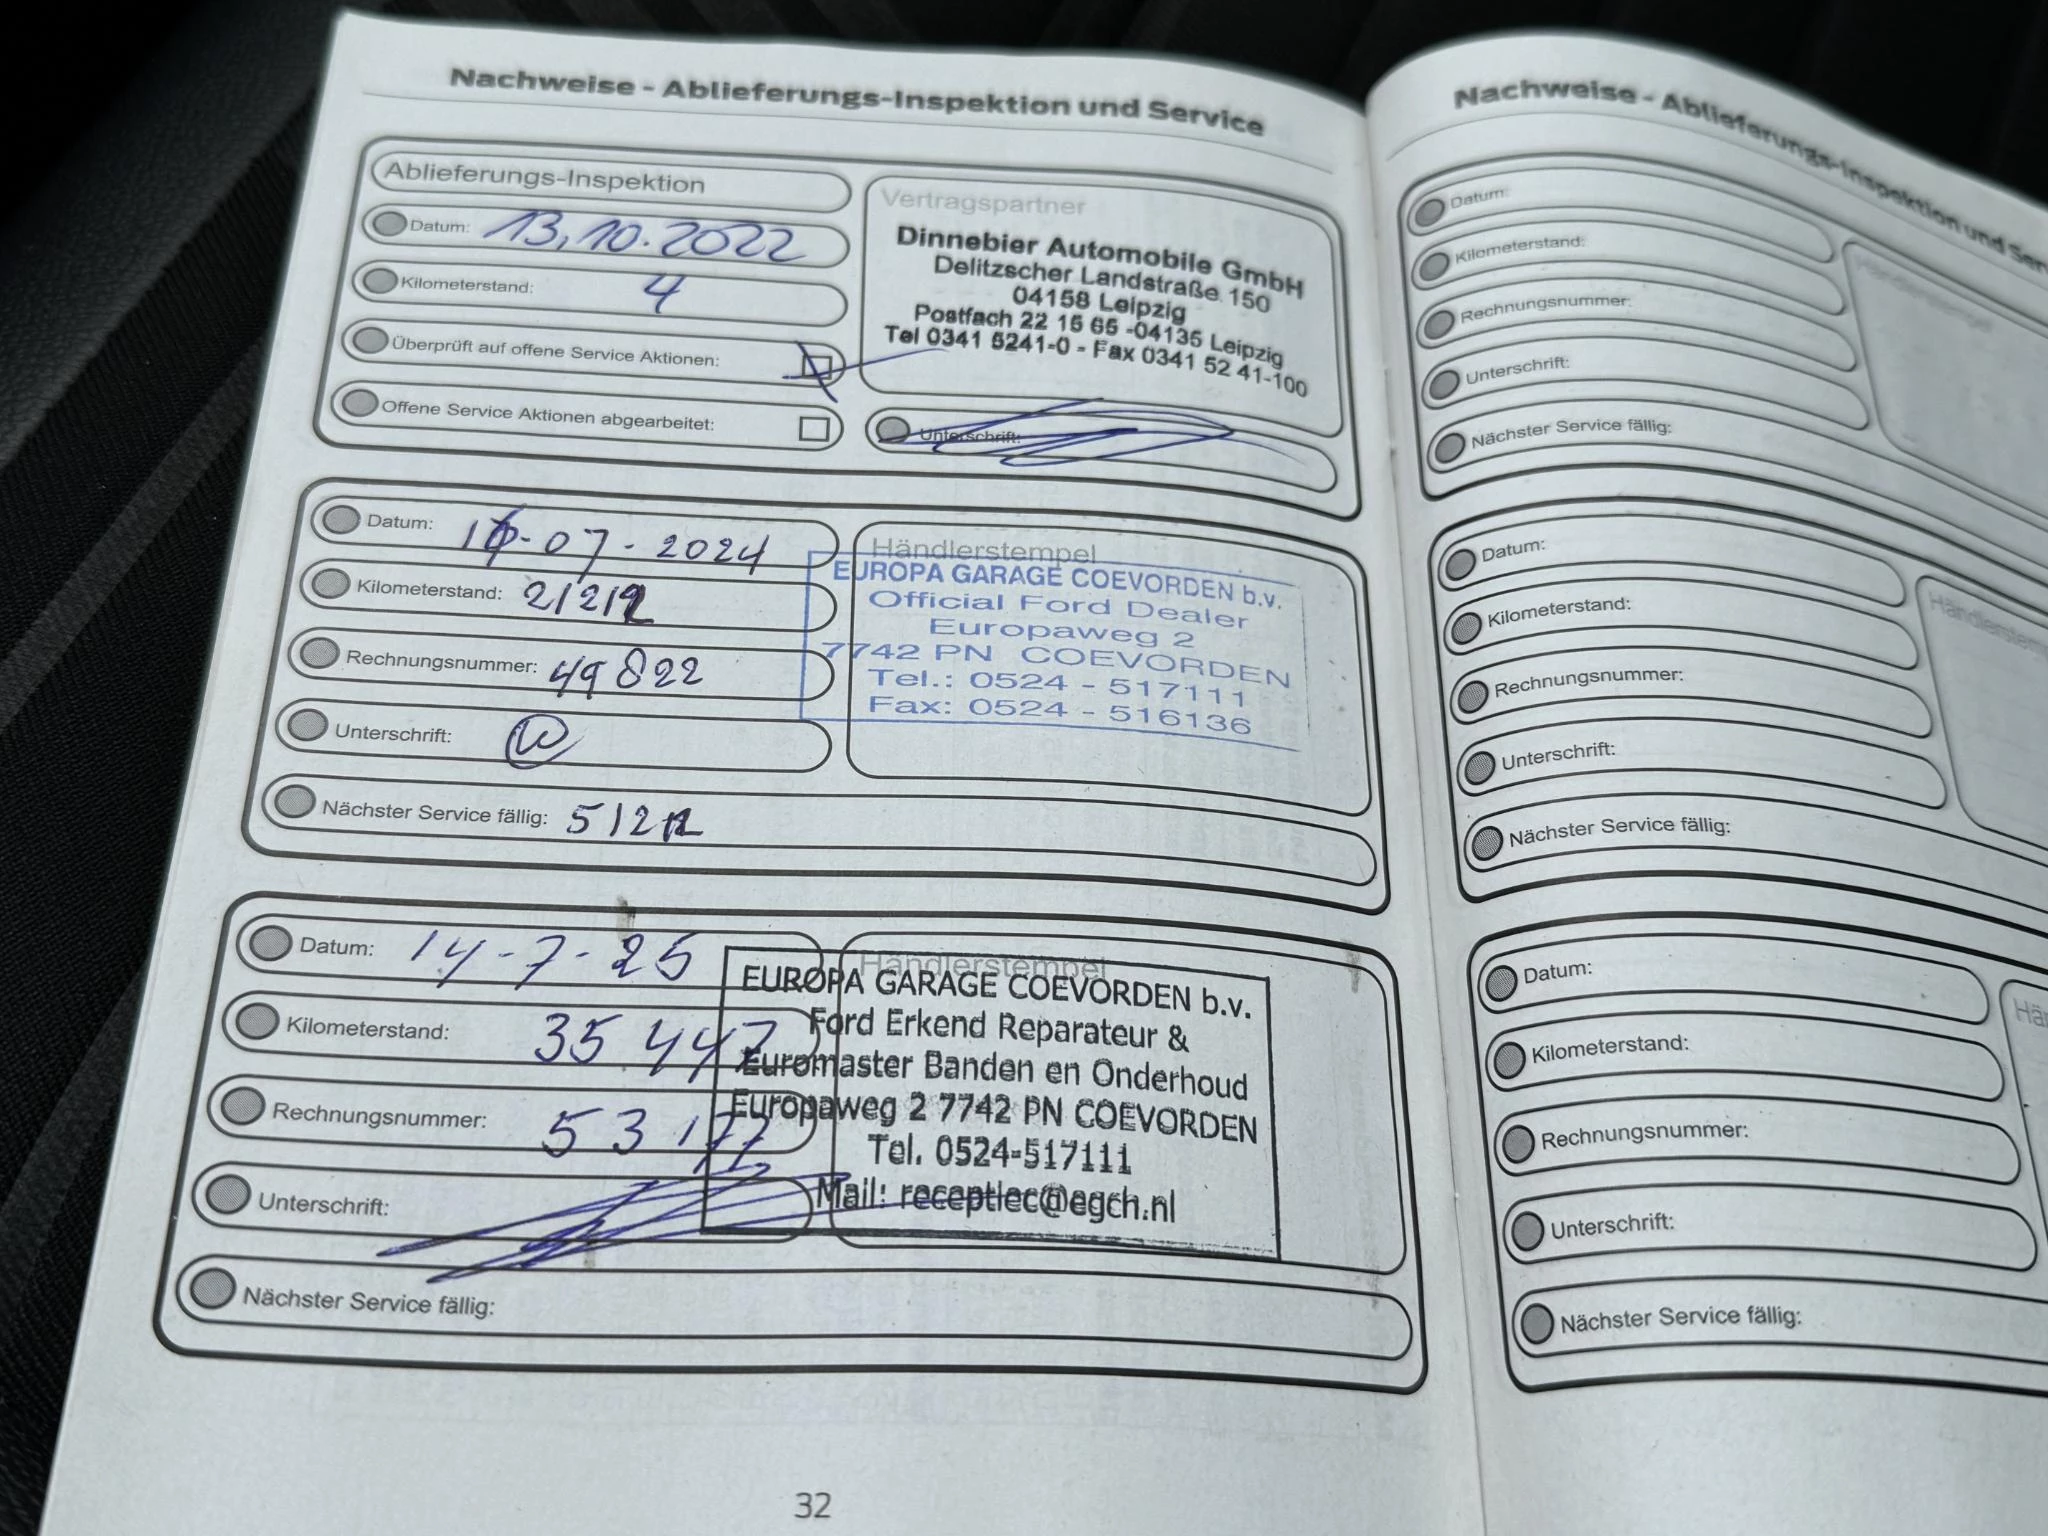 Nachweise - Ablieferungs-Inspektion und Service
Ablieferungs-Inspektion
Datum: 13.10.2022
Kilometerstand: 4
Überprüft auf offene Service Aktionen:
Offene Service Aktionen abgearbeitet:
Vertragspartner
Dinnebier Automobile GmbH
Delitzscher Landstraße 150
04158 Leipzig
Postfach 22 15 65 -04135 Leipzig
Tel 0341 5241-0 - Fax 0341 52 41-100
Unterschrift:
Datum: -07-2024
Kilometerstand: 21212
Rechnungsnummer: 49822
Unterschrift:
Nächster Service fällig:
Händlerstempel
EUROPA GARAGE COEVORDEN b.v.
Official Ford Dealer
Europaweg 2
7742 PN COEVORDEN
Tel.: 0524 - 517111
Fax: 0524 - 516136
Datum: 14-7-25
Kilometerstand: 35447
Rechnungsnummer: 53177
Unterschrift:
Nächster Service fällig:
Händlerstempel
EUROPA GARAGE COEVORDEN b.v.
Ford Erkend Reparateur &
Euromaster Banden en Onderhoud
Europaweg 2 7742 PN COEVORDEN
Tel. 0524-517111
Mail: receptiec@egch.nl
32
Nachweise - Ablieferungs-Inspektion und Ser
Datum:
Kilometerstand:
Rechnungsnummer:
Unterschrift:
Nächster Service fällig:
Händlerstempel
Datum:
Kilometerstand:
Rechnungsnummer:
Unterschrift:
Nächster Service fällig:
Händlerstem
Datum:
Kilometerstand:
Rechnungsnummer:
Unterschrift:
Nächster Service fällig:
Hän